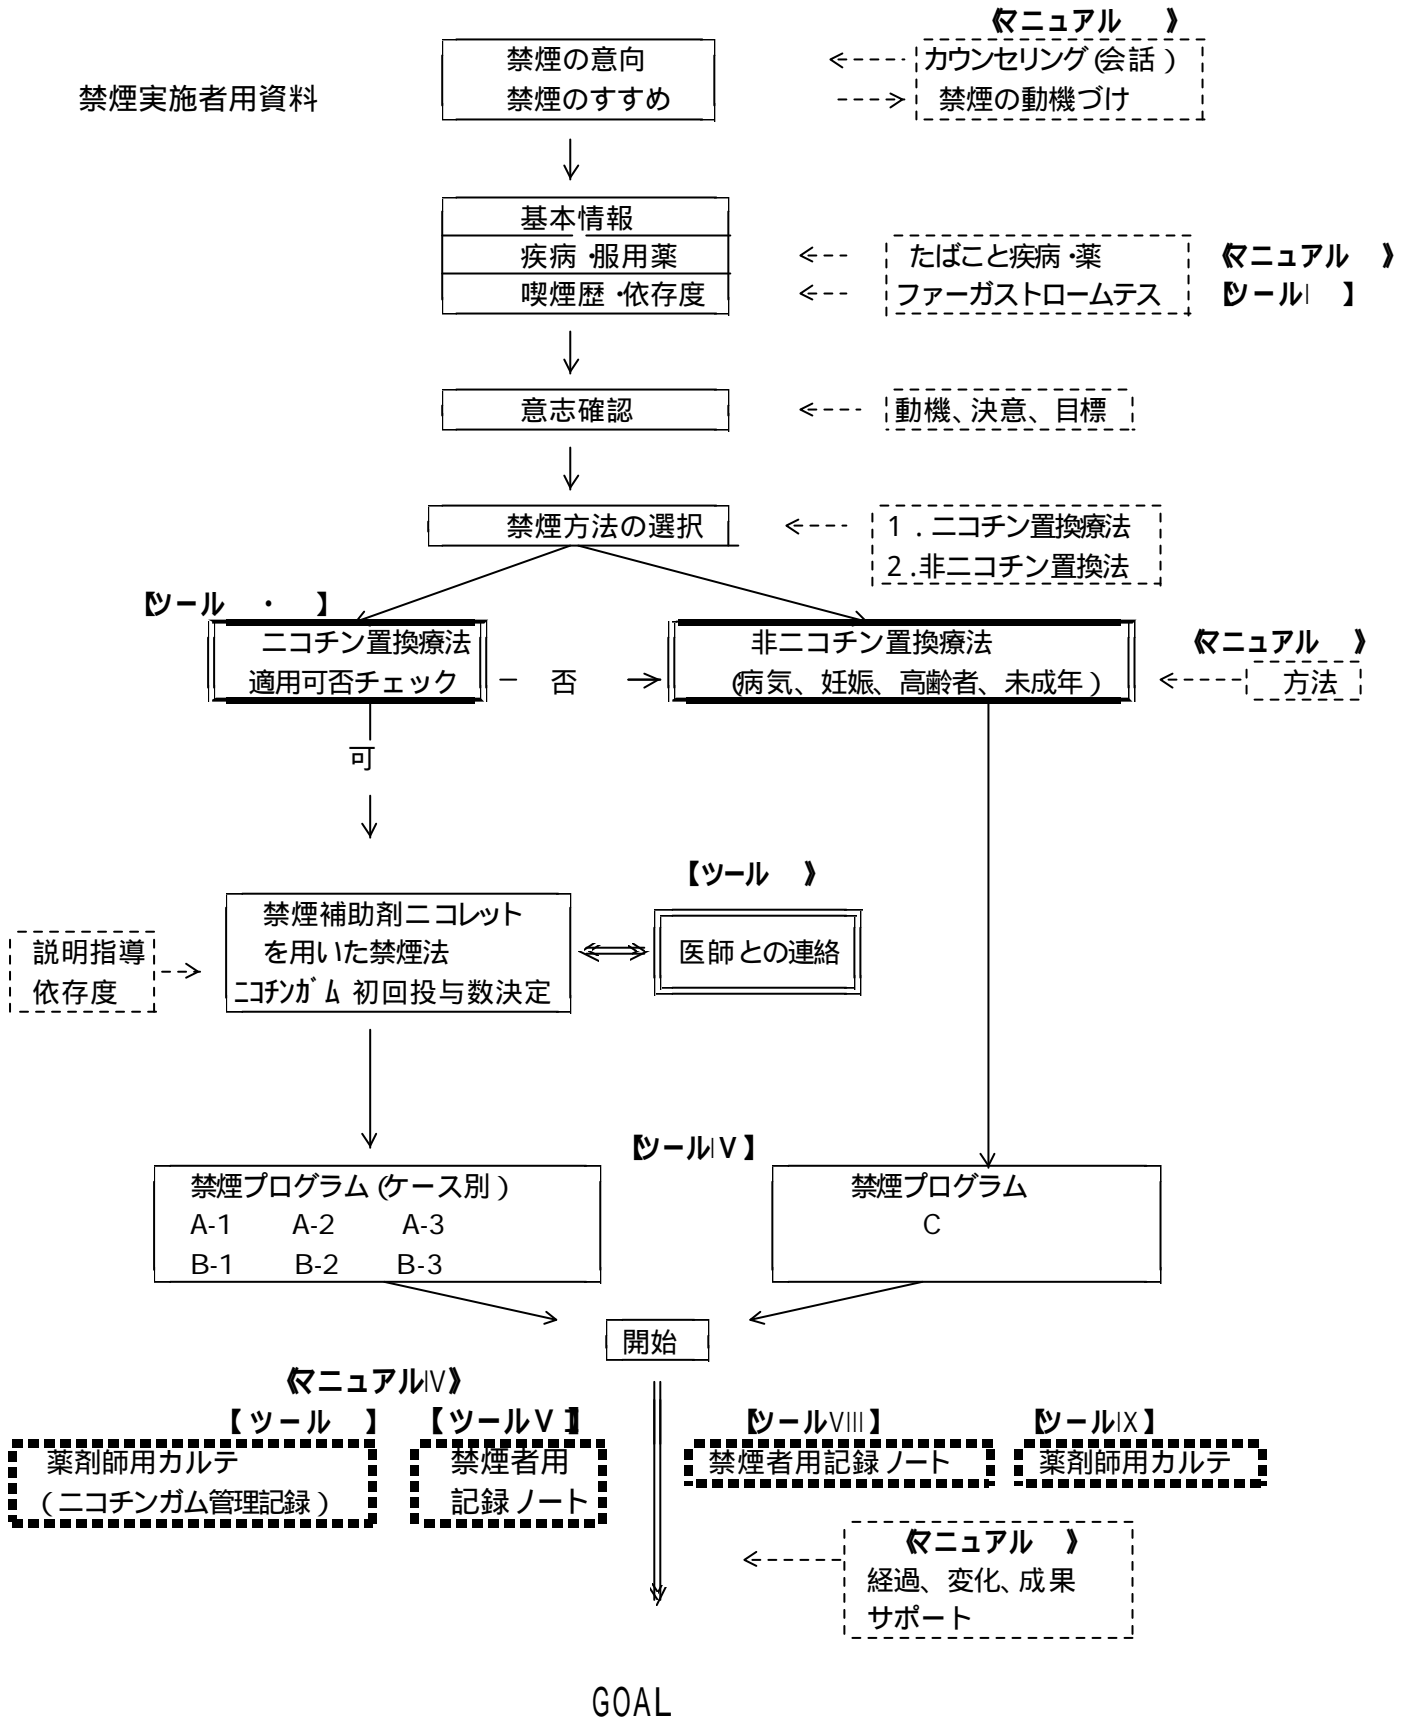 《マニュアル　》
禁煙の意向
禁煙のすすめ
カウンセリング(会話)
禁煙の動機づけ
禁煙実施者用資料
基本情報
疾病・服用薬
喫煙歴・依存度
たばこと疾病・薬
ファーガストロームテス
《マニュアル　》
【ツールI　】
意志確認
動機、決意、目標
禁煙方法の選択
1．ニコチン置換療法
2.非ニコチン置換法
【ツール　・　】
ニコチン置換療法
適用可否チェック
－　否
非ニコチン置換療法
(病気、妊娠、高齢者、未成年)
《マニュアル　》
方法
可
【ツール　》
禁煙補助剤ニコレット
を用いた禁煙法
ニコチンガム 初回投与数決定
医師との連絡
説明指導
依存度
【ツールIV】
禁煙プログラム(ケース別)
A-1　A-2　A-3
B-1　B-2　B-3
禁煙プログラム
C
開始
《マニュアルIV》
【ツール　】
薬剤師用カルテ
(ニコチンガム管理記録)
【ツールV】
禁煙者用
記録ノート
【ツールVIII】
禁煙者用記録ノート
【ツールIX】
薬剤師用カルテ
《マニュアル　》
経過、変化、成果
サポート
GOAL